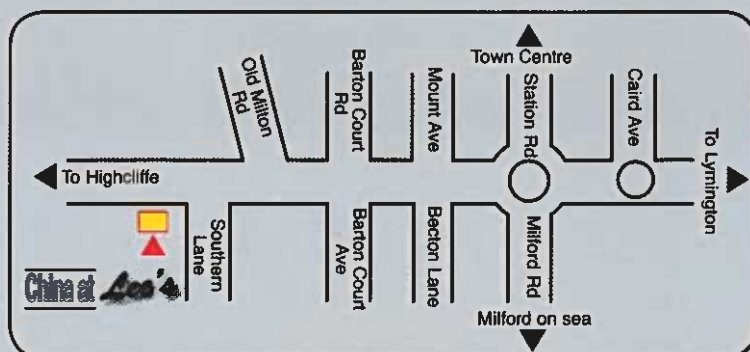 Town Centre
Old Milton
Rd
Barton Court
Rd
Mount Ave
Station Rd
Caird Ave
To Highcliffe
To Lymington
Southern
Lane
Barton Court
Ave
Becton Lane
Milford Rd
China at Lee's
Milford on sea